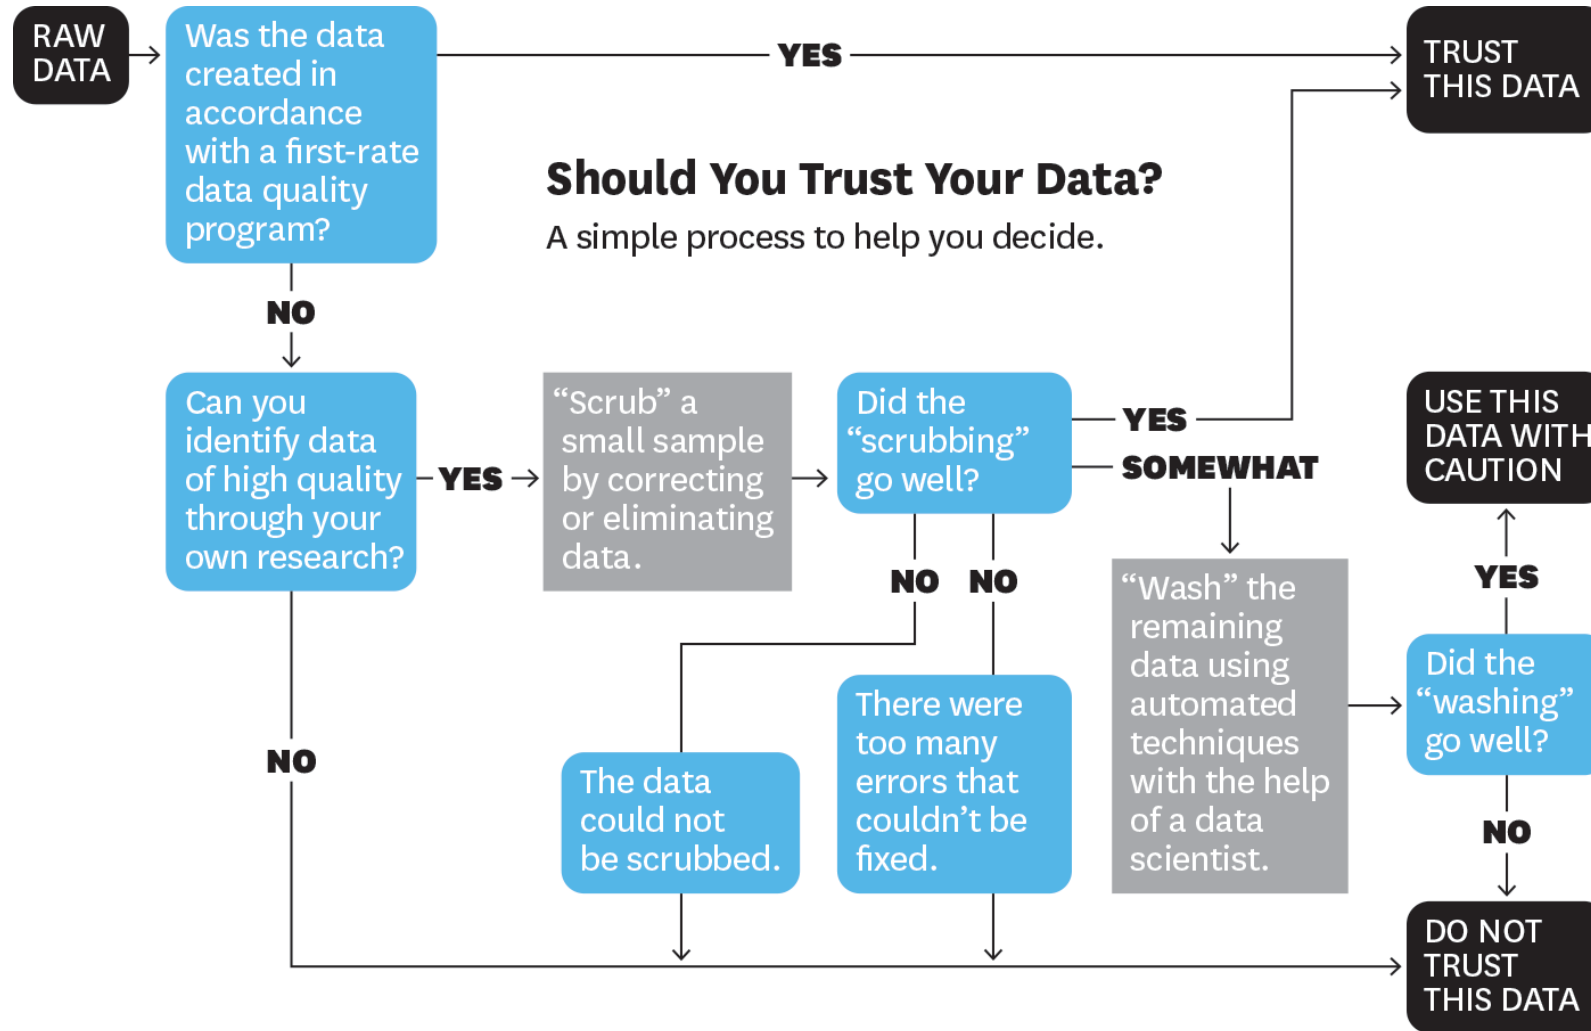 RAW
DATA
Was the data
created in
accordance
with a first-rate
data quality
program?
YES
TRUST
THIS DATA
Should You Trust Your Data?
A simple process to help you decide.
NO
Can you
identify data
of high quality
through your
own research?
YES
“Scrub” a
small sample
by correcting
or eliminating
data.
Did the
“scrubbing”
go well?
YES
SOMEWHAT
USE THIS
DATA WITH
CAUTION
NO
NO
YES
“Wash” the
remaining
data using
automated
techniques
with the help
of a data
scientist.
Did the
“washing”
go well?
There were
too many
errors that
couldn’t be
fixed.
The data
could not
be scrubbed.
NO
NO
DO NOT
TRUST
THIS DATA